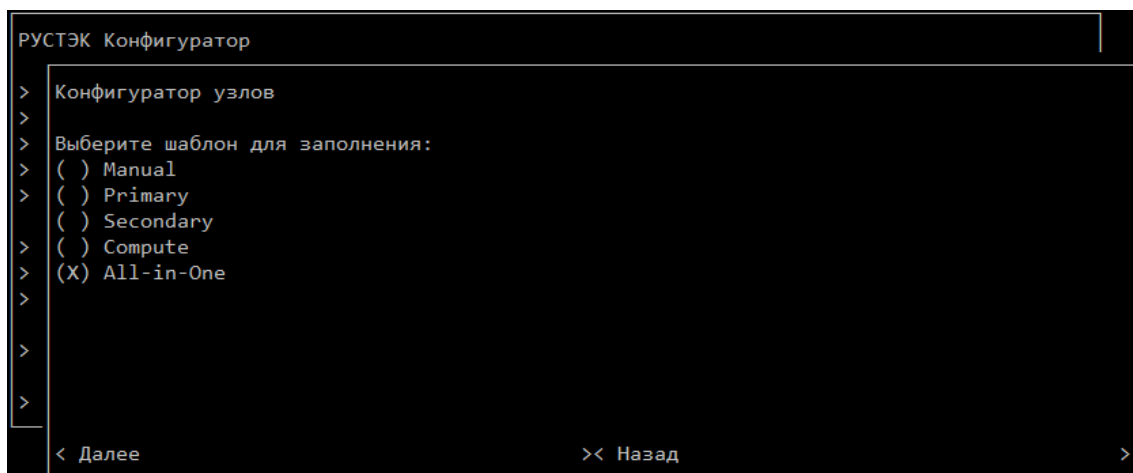 РУСТЭК Конфигуратор
> Конфигуратор узлов
>
> Выберите шаблон для заполнения:
> ( ) Manual
> ( ) Primary
( ) Secondary
> ( ) Compute
> (X) All-in-One
>
>
>
< Далее >< Назад >